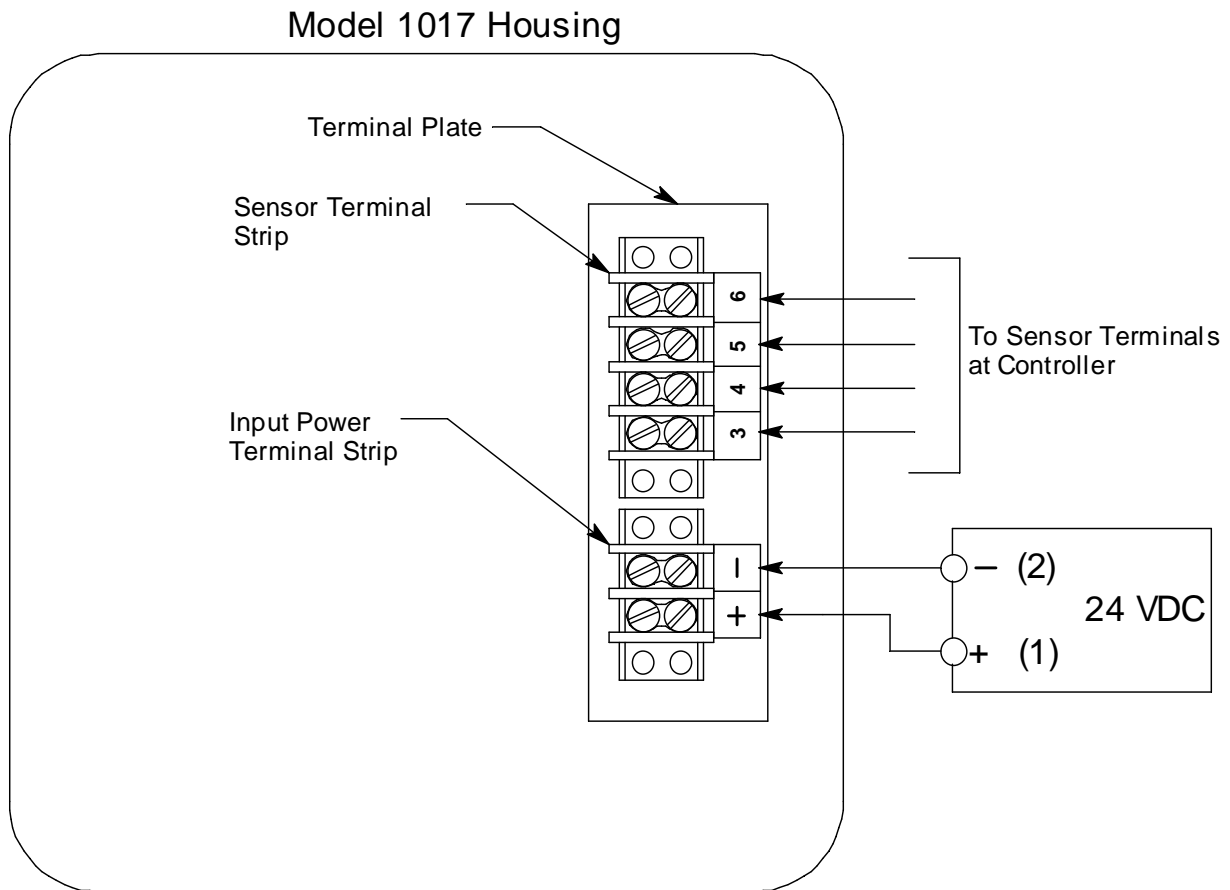 Model 1017 Housing
Terminal Plate
Sensor Terminal
Strip
6
5
4
3
To Sensor Terminals
at Controller
Input Power
Terminal Strip
−
+
− (2)
24 VDC
+ (1)